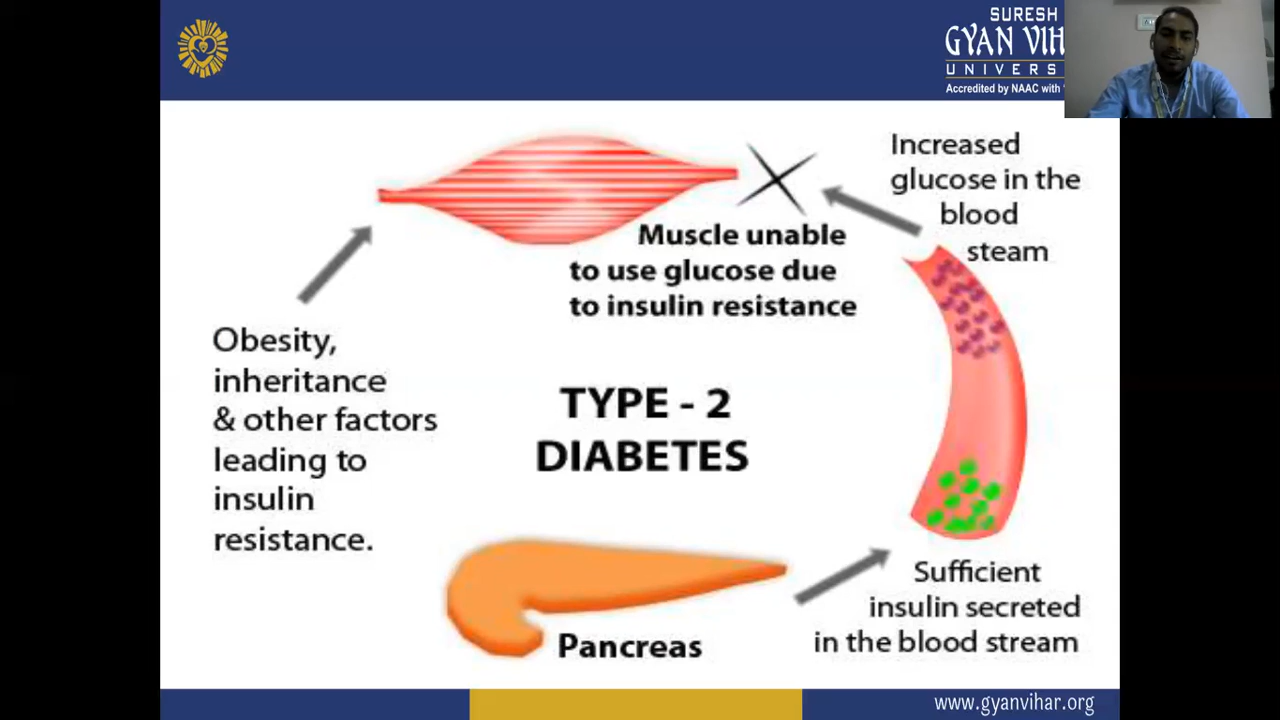 SURESH
GYAN VIH
UNIVERS
Accredited by NAAC with
Increased
glucose in the
blood
steam
Muscle unable
to use glucose due
to insulin resistance
Obesity,
inheritance
& other factors
leading to
insulin
resistance.
TYPE - 2
DIABETES
Pancreas
Sufficient
insulin secreted
in the blood stream
www.gyanvihar.org